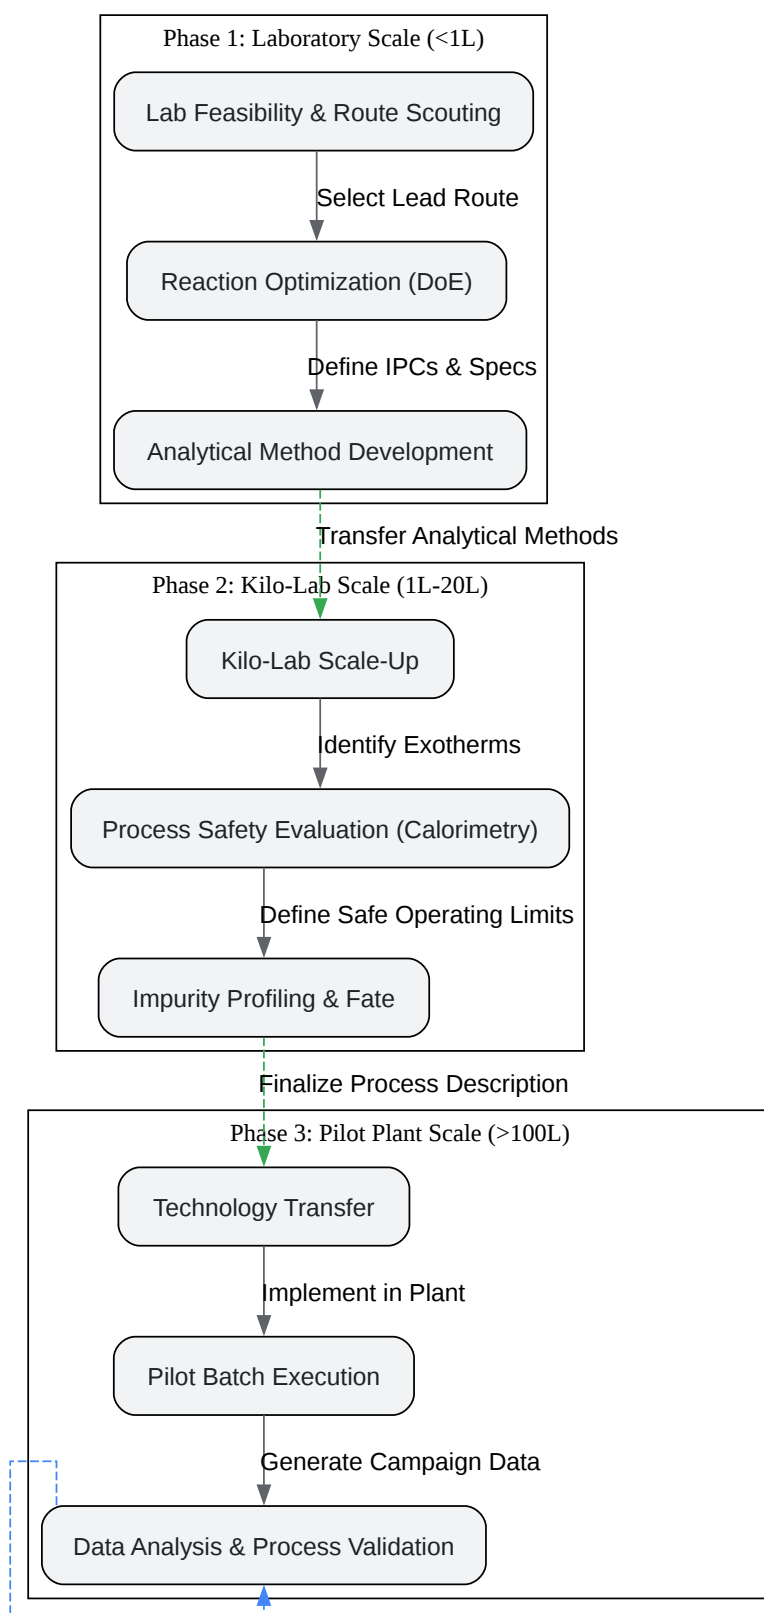 Phase 1: Laboratory Scale (<1L)
Lab Feasibility & Route Scouting
Select Lead Route
Reaction Optimization (DoE)
Define IPCs & Specs
Analytical Method Development
Transfer Analytical Methods
Phase 2: Kilo-Lab Scale (1L-20L)
Kilo-Lab Scale-Up
Identify Exotherms
Process Safety Evaluation (Calorimetry)
Define Safe Operating Limits
Impurity Profiling & Fate
Finalize Process Description
Phase 3: Pilot Plant Scale (>100L)
Technology Transfer
Implement in Plant
Pilot Batch Execution
Generate Campaign Data
Data Analysis & Process Validation